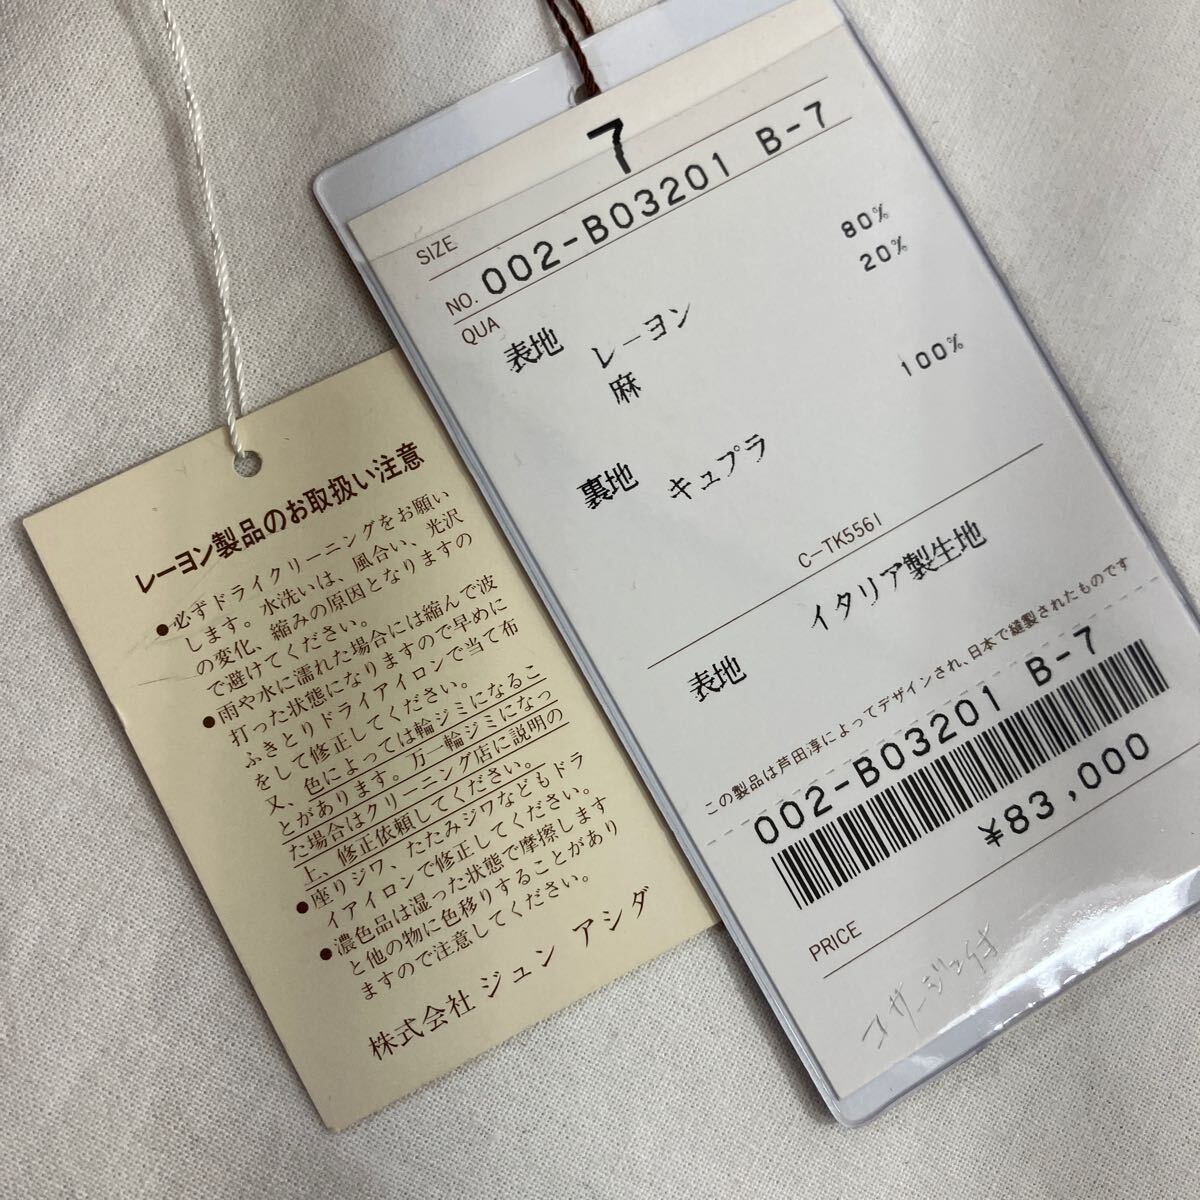 レーヨン製品のお取扱い注意
●必ずドライクリーニングをお願い
します。水洗いは、風合い、光沢
の変化、縮みの原因となりますの
で避けてください。
●雨や水に濡れた場合には縮んで波
打った状態になりますので早めに
ふきとりドライアイロンで当て布
をして修正してください。
又、色によっては輪ジミになるこ
とがあります。万一輪ジミになっ
た場合はクリーニング店に説明の
上、修正依頼してください。
●座りジワ、たたみジワなどもドラ
イアイロンで修正してください。
●濃色品は湿った状態で摩擦します
と他の物に色移りすることがあり
ますので注意してください。
株式会社 ジュン アシダ
SIZE 7
NO. 002-B03201 B-7
QUA
表地 レーヨン 80%
麻 20%
裏地 キュプラ 100%
C-TK5561
表地 イタリア製生地
この製品は芦田淳によってデザインされ、日本で縫製されたものです
002-B03201 B-7
¥83,000
PRICE
コサージュ付